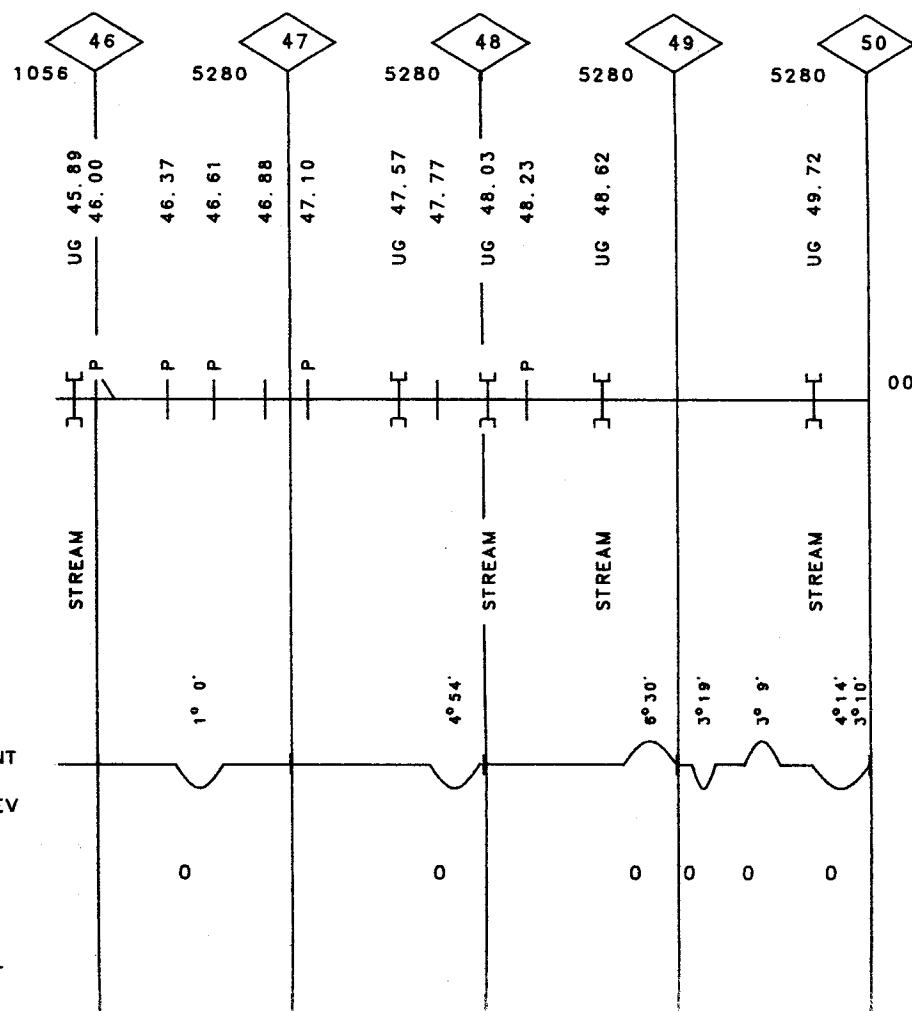 46 47 48 49 50
1056 5280 5280 5280 5280
UG 45.89
46.00
46.37
46.61
46.88
47.10
UG 47.57
47.77
UG 48.03
48.23
UG 48.62
UG 49.72
P P P P P
00
STREAM
STREAM
STREAM
STREAM
1° 0'
4° 54'
6° 30'
3° 19'
3° 9'
4° 14'
3° 10'
NT
EV
0 0 0 0 0 0